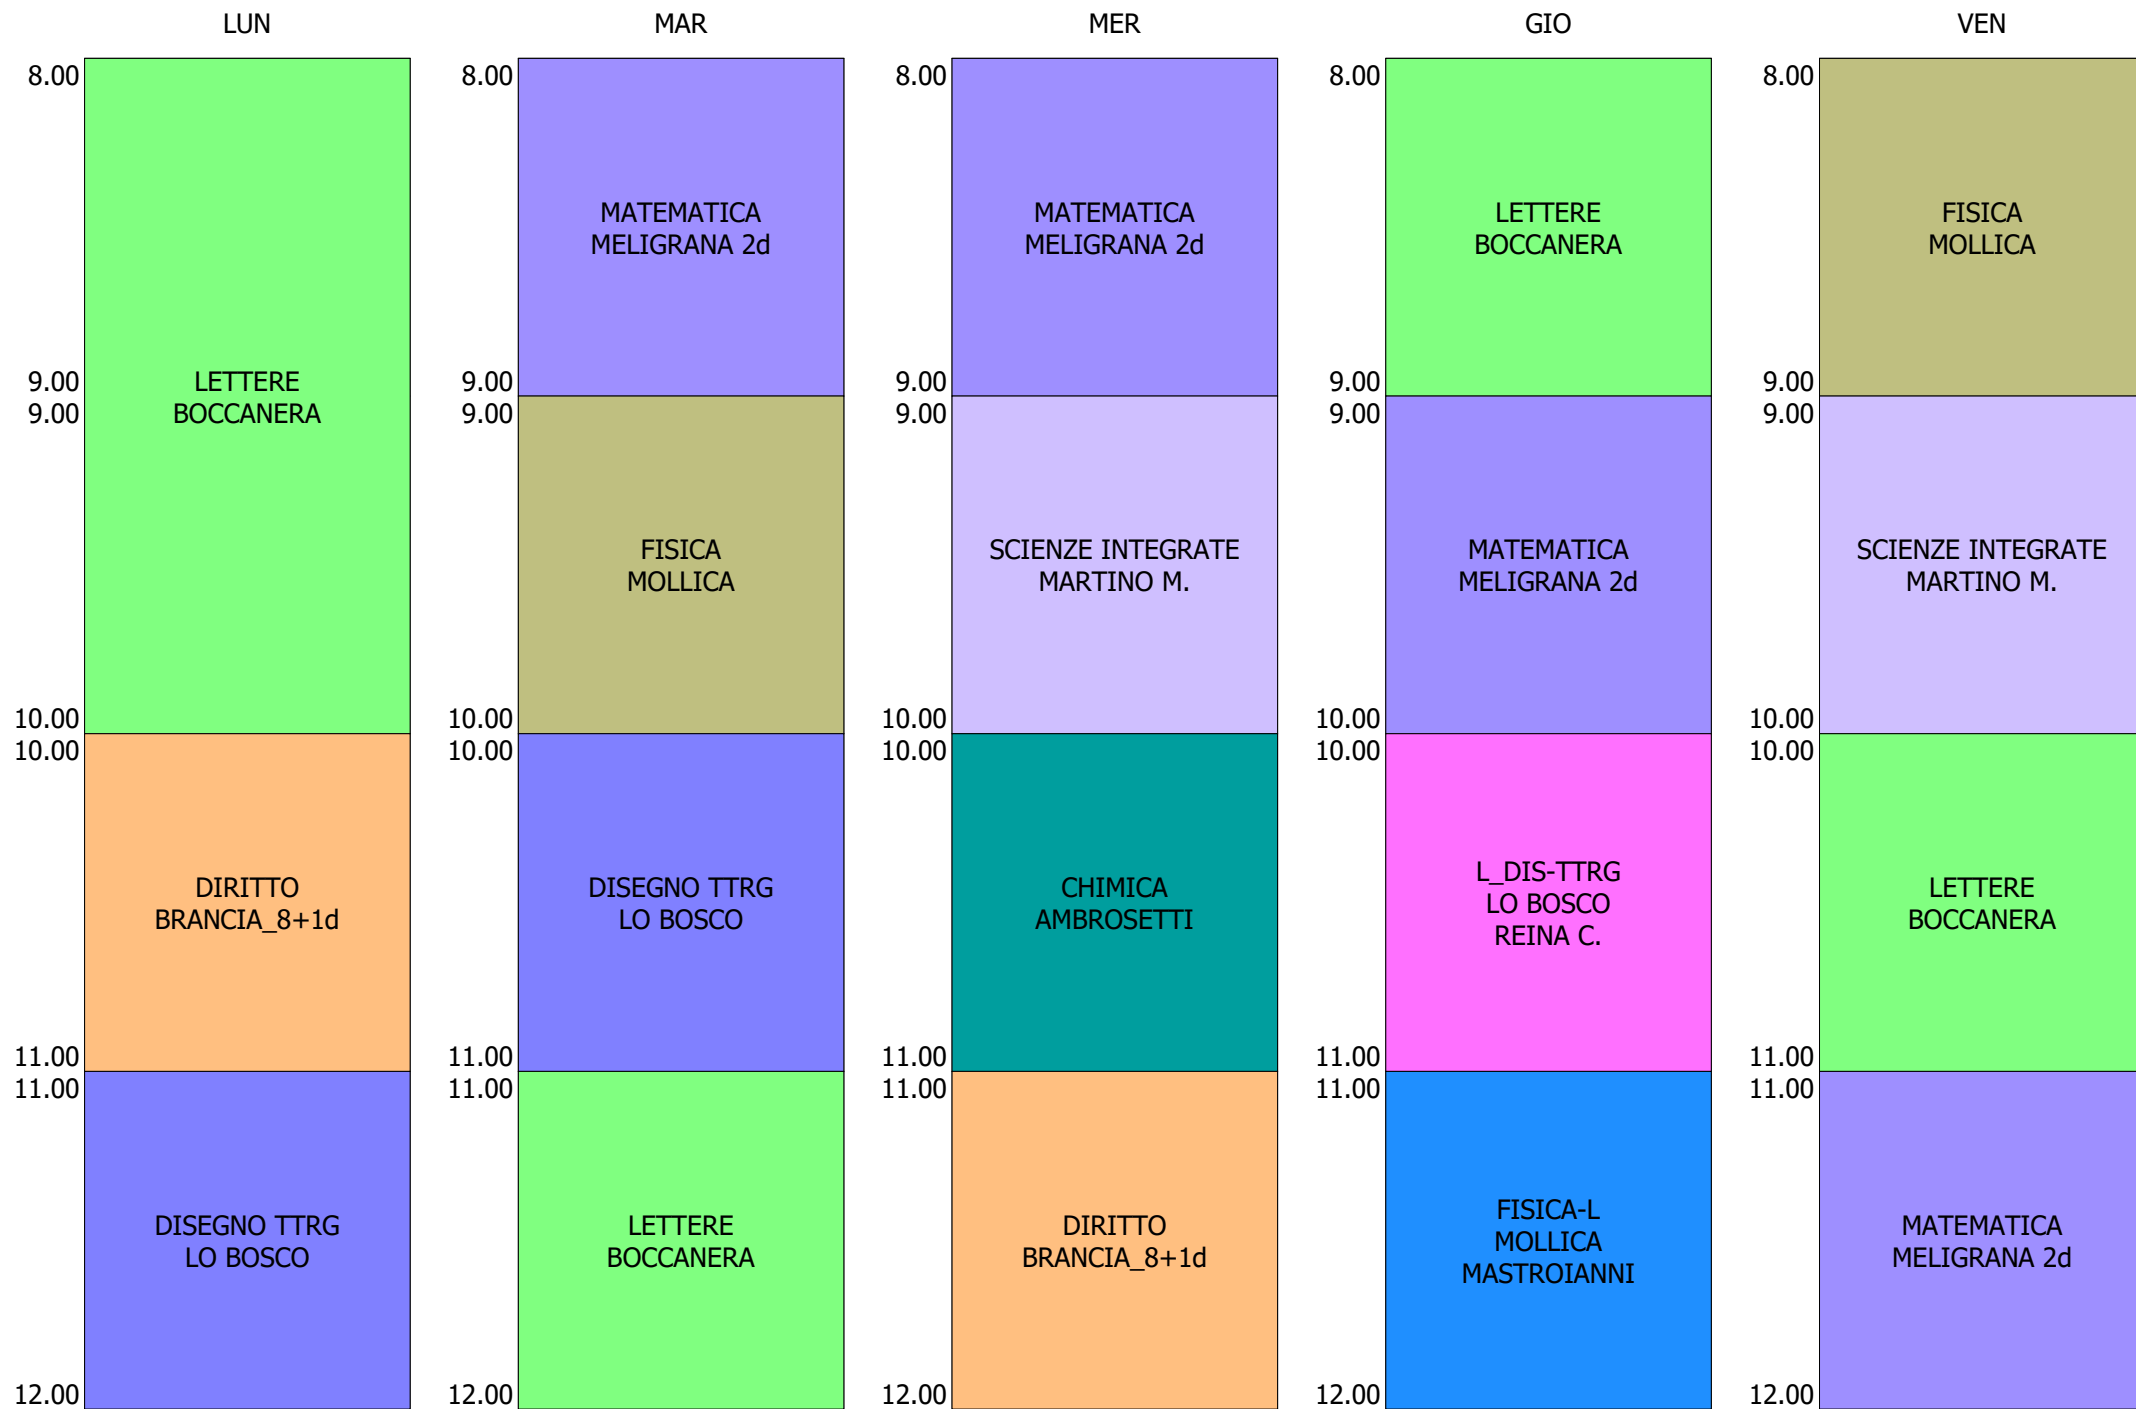 LUN
MAR
MER
GIO
VEN
8.00
LETTERE
BOCCANERA
9.00
9.00
10.00
10.00
DIRITTO
BRANCIA_8+1d
11.00
11.00
DISEGNO TTRG
LO BOSCO
12.00
8.00
MATEMATICA
MELIGRANA 2d
9.00
9.00
FISICA
MOLLICA
10.00
10.00
DISEGNO TTRG
LO BOSCO
11.00
11.00
LETTERE
BOCCANERA
12.00
8.00
MATEMATICA
MELIGRANA 2d
9.00
9.00
SCIENZE INTEGRATE
MARTINO M.
10.00
10.00
CHIMICA
AMBROSETTI
11.00
11.00
DIRITTO
BRANCIA_8+1d
12.00
8.00
LETTERE
BOCCANERA
9.00
9.00
MATEMATICA
MELIGRANA 2d
10.00
10.00
L_DIS-TTRG
LO BOSCO
REINA C.
11.00
11.00
FISICA-L
MOLLICA
MASTROIANNI
12.00
8.00
FISICA
MOLLICA
9.00
9.00
SCIENZE INTEGRATE
MARTINO M.
10.00
10.00
LETTERE
BOCCANERA
11.00
11.00
MATEMATICA
MELIGRANA 2d
12.00